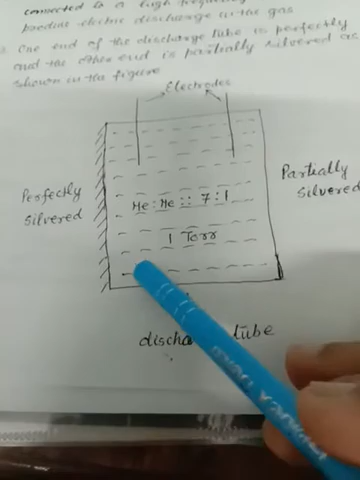 connected to a high frequency
produce electric discharge in the gas
One end of the discharge tube is perfectly
and the other end is partially silvered as
shown in the figure
Electrodes
Perfectly
silvered
Partially
Silvered
He:Ne :: 7:1
1 Torr
discha tube